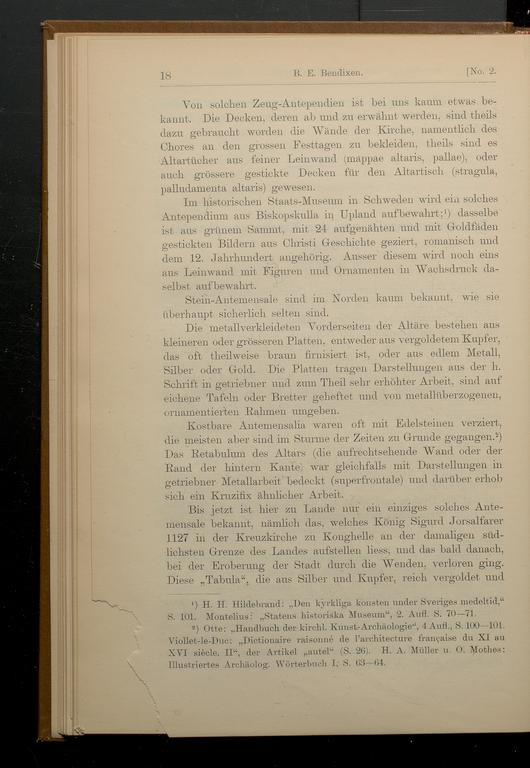 18 B. E. Bendixen. [No. 2.
Von solchen Zeug-Antependien ist bei uns kaum etwas be-
kannt. Die Decken, deren ab und zu erwähnt werden, sind theils
dazu gebraucht worden die Wände der Kirche, namentlich des
Chores an den grossen Festtagen zu bekleiden, theils sind es
Altartücher aus feiner Leinwand (mappae altaris, pallae), oder
auch grössere gestickte Decken für den Altartisch (stragula,
palludamenta altaris) gewesen.
Im historischen Staats-Museum in Schweden wird ein solches
Antependium aus Biskopskulla in Upland aufbewahrt;¹) dasselbe
ist aus grünem Sammt, mit 24 aufgenähten und mit Goldfäden
gestickten Bildern aus Christi Geschichte geziert, romanisch und
dem 12. Jahrhundert angehörig. Ausser diesem wird noch eins
aus Leinwand mit Figuren und Ornamenten in Wachsdruck da-
selbst aufbewahrt.
Stein-Antemensale sind im Norden kaum bekannt, wie sie
überhaupt sicherlich selten sind.
Die metallverkleideten Vorderseiten der Altäre bestehen aus
kleineren oder grösseren Platten, entweder aus vergoldetem Kupfer,
das oft theilweise braun firnisiert ist, oder aus edlem Metall,
Silber oder Gold. Die Platten tragen Darstellungen aus der h.
Schrift in getriebner und zum Theil sehr erhöhter Arbeit, sind auf
eichene Tafeln oder Bretter geheftet und von metallüberzogenen,
ornamentierten Rahmen umgeben.
Kostbare Antemensalia waren oft mit Edelsteinen verziert,
die meisten aber sind im Sturme der Zeiten zu Grunde gegangen.²)
Das Retabulum des Altars (die aufrechtsehende Wand oder der
Rand der hintern Kante) war gleichfalls mit Darstellungen in
getriebner Metallarbeit bedeckt (superfrontale) und darüber erhob
sich ein Kruzifix ähnlicher Arbeit.
Bis jetzt ist hier zu Lande nur ein einziges solches Ante-
mensale bekannt, nämlich das, welches König Sigurd Jorsalfarer
1127 in der Kreuzkirche zu Konghelle an der damaligen süd-
lichsten Grenze des Landes aufstellen liess, und das bald danach,
bei der Eroberung der Stadt durch die Wenden, verloren ging.
Diese „Tabula“, die aus Silber und Kupfer, reich vergoldet und
¹) H. H. Hildebrand: „Den kyrkliga konsten under Sveriges medeltid,“
S. 101. Montelius: „Statens historiska Museum“, 2. Aufl. S. 70—71.
²) Otte: „Handbuch der kirchl. Kunst-Archäologie“, 4 Aufl., S. 100—101.
Viollet-le-Duc: „Dictionaire raisonné de l'architecture française du XI au
XVI siècle, II“, der Artikel „autel“ (S. 26). H. A. Müller u. O. Mothes:
Illustriertes Archäolog. Wörterbuch I, S. 63—64.